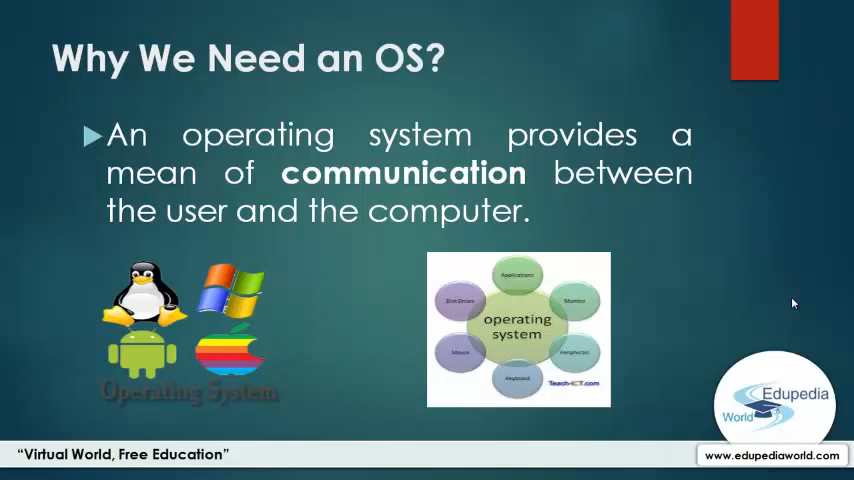 Why We Need an OS?
An operating system provides a
mean of communication between
the user and the computer.
Operating System
Applications
Disk Drives
Monitor
operating
system
Mouse
Peripherals
Keyboard
Teach-ICT.com
Edupedia
World
"Virtual World, Free Education"
www.edupediaworld.com